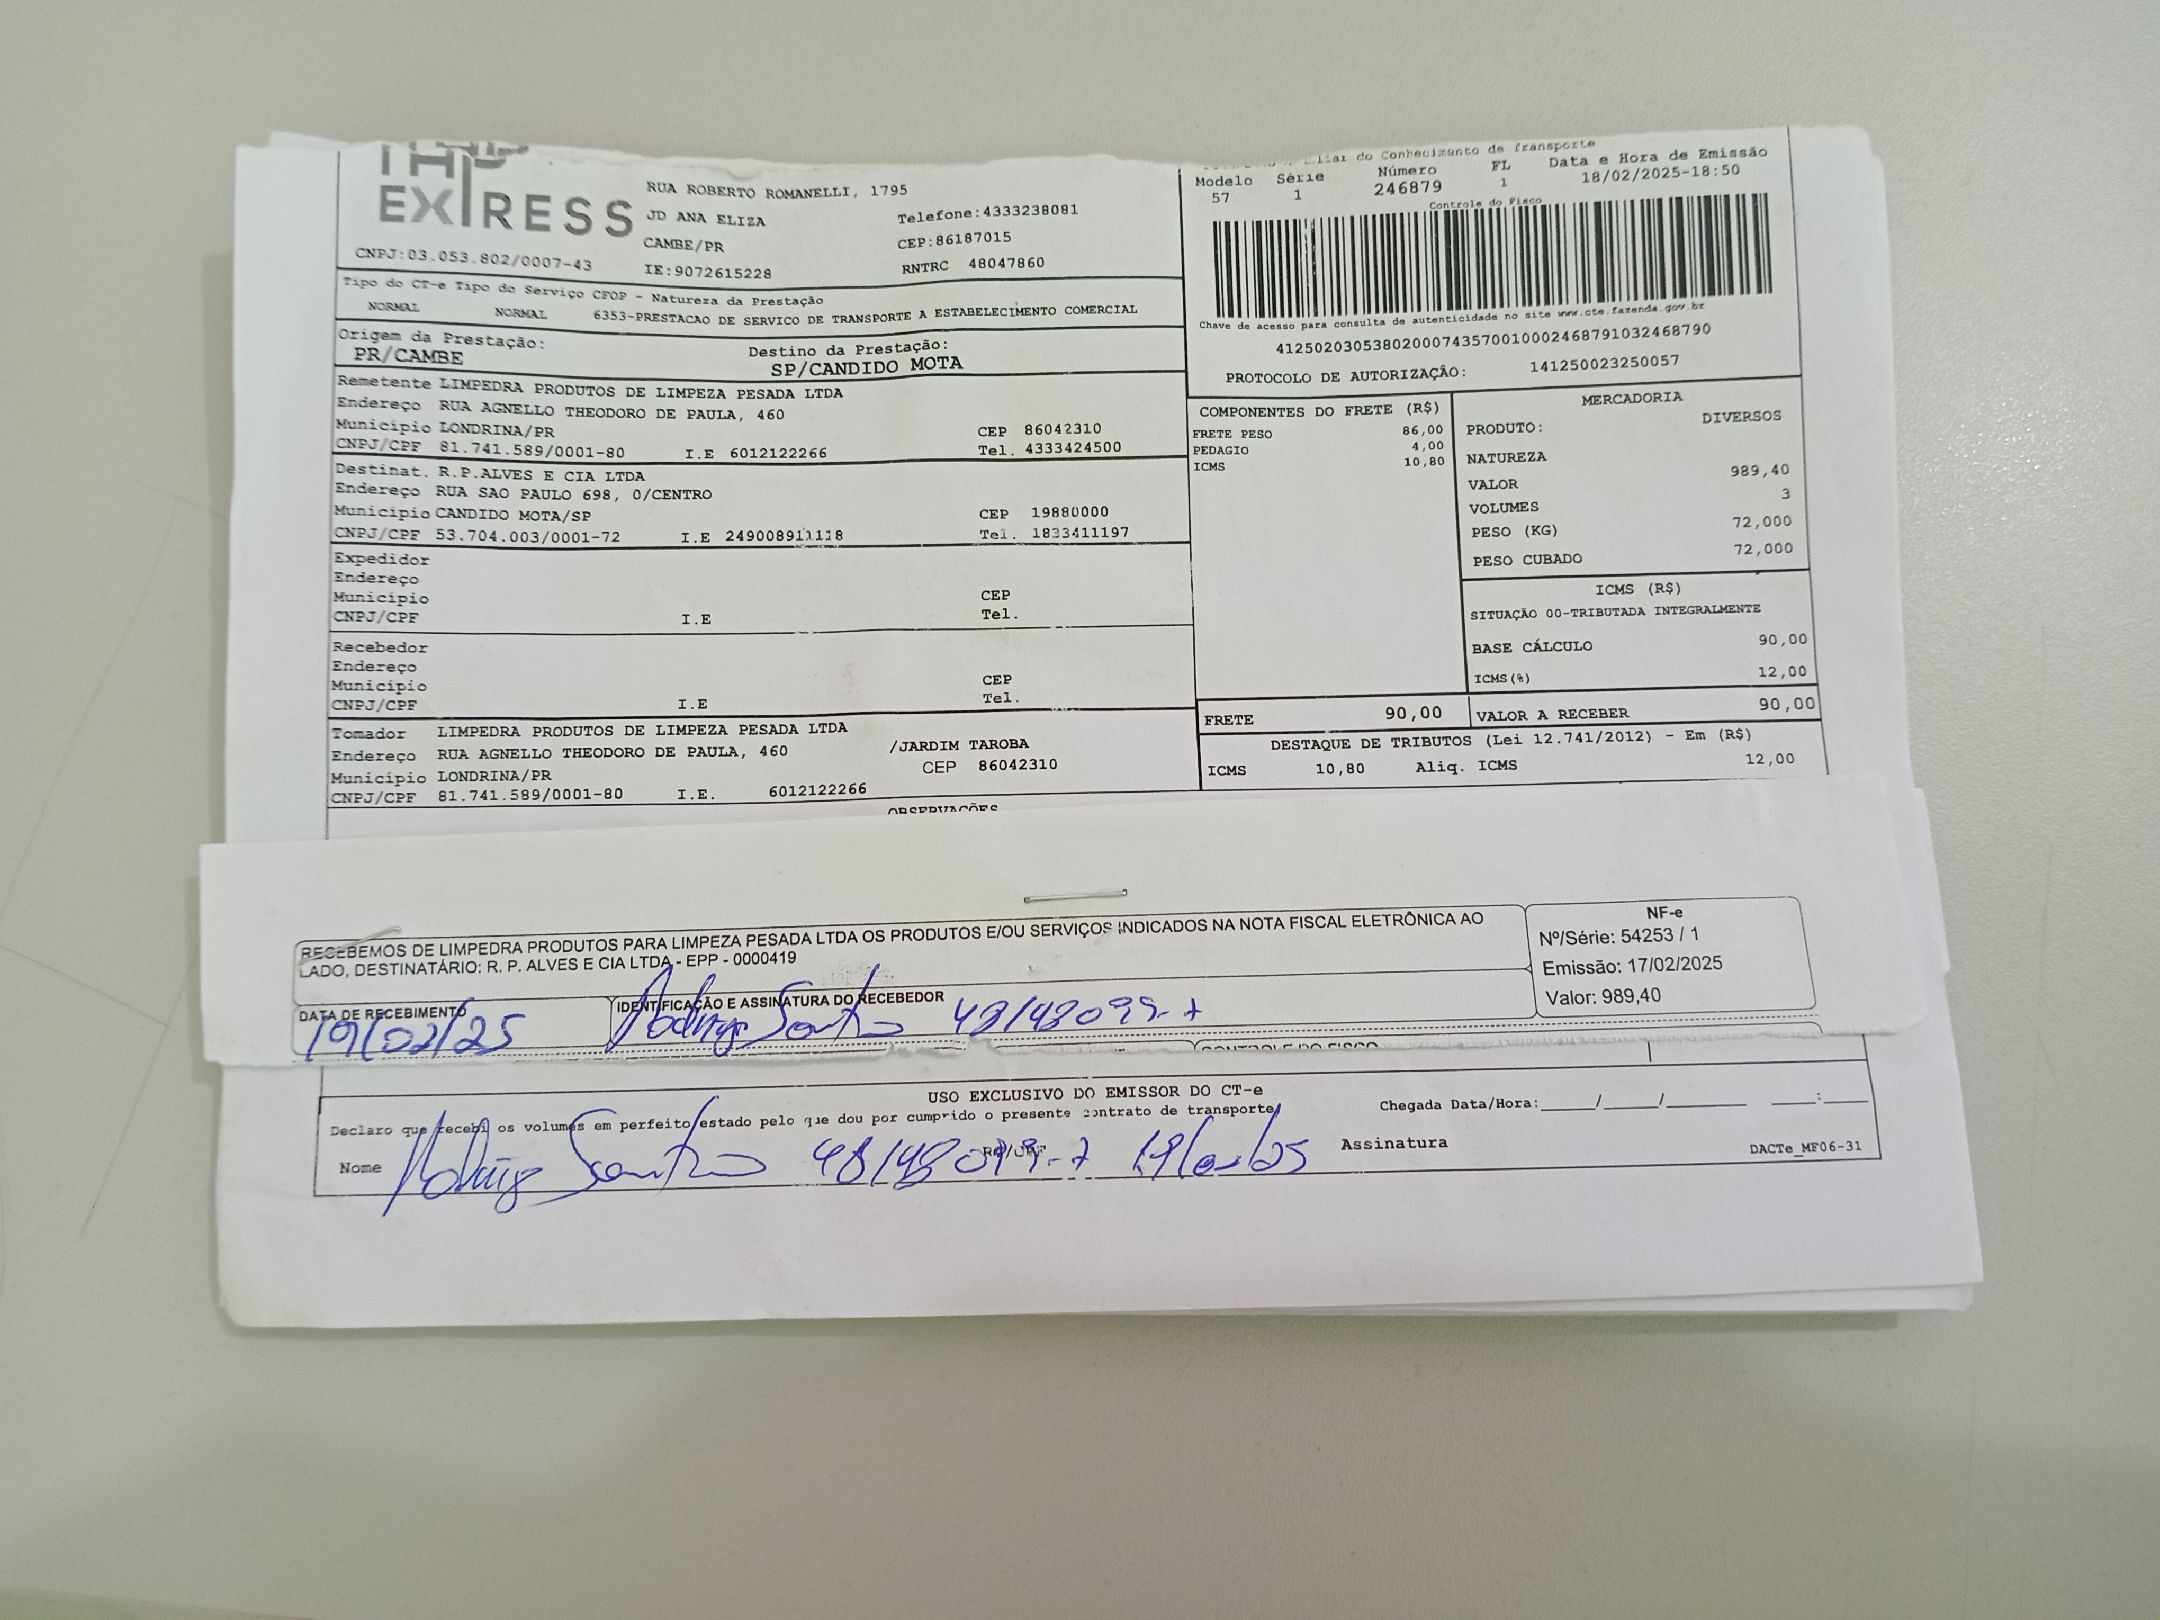 EXPRESS
RUA ROBERTO ROMANELLI, 1795
JD ANA ELIZA
Telefone:4333238081
CAMBE/PR
CEP:86187015
CNPJ:03.053.802/0007-43
IE:9072615228
RNTRC 48047860
do Conhecimento de Transporte
Modelo Série Número FL Data e Hora de Emissão
57 1 246879 1 18/02/2025-18:50
Controle do Fisco
Chave de acesso para consulta de autenticidade no site www.cte.fazenda.gov.br
41250203053802000743570010002468791032468790
PROTOCOLO DE AUTORIZAÇÃO: 141250023250057
Tipo do CT-e Tipo do Serviço CFOP - Natureza da Prestação
NORMAL NORMAL 6353-PRESTACAO DE SERVICO DE TRANSPORTE A ESTABELECIMENTO COMERCIAL
Origem da Prestação: Destino da Prestação:
PR/CAMBE SP/CANDIDO MOTA
Remetente LIMPEDRA PRODUTOS DE LIMPEZA PESADA LTDA
Endereço RUA AGNELLO THEODORO DE PAULA, 460
Município LONDRINA/PR CEP 86042310
CNPJ/CPF 81.741.589/0001-80 I.E 6012122266 Tel. 4333424500
Destinat. R.P.ALVES E CIA LTDA
Endereço RUA SAO PAULO 698, 0/CENTRO
Município CANDIDO MOTA/SP CEP 19880000
CNPJ/CPF 53.704.003/0001-72 I.E 249008911118 Tel. 1833411197
Expedidor
Endereço
Município CEP
CNPJ/CPF I.E Tel.
Recebedor
Endereço
Município CEP
CNPJ/CPF I.E Tel.
Tomador LIMPEDRA PRODUTOS DE LIMPEZA PESADA LTDA
Endereço RUA AGNELLO THEODORO DE PAULA, 460 /JARDIM TAROBA
Município LONDRINA/PR CEP 86042310
CNPJ/CPF 81.741.589/0001-80 I.E. 6012122266
COMPONENTES DO FRETE (R$)
FRETE PESO 86,00
PEDAGIO 4,00
ICMS 10,80
MERCADORIA
PRODUTO: DIVERSOS
NATUREZA
VALOR 989,40
VOLUMES 3
PESO (KG) 72,000
PESO CUBADO 72,000
ICMS (R$)
SITUAÇÃO 00-TRIBUTADA INTEGRALMENTE
BASE CÁLCULO 90,00
ICMS(%) 12,00
FRETE 90,00 VALOR A RECEBER 90,00
DESTAQUE DE TRIBUTOS (Lei 12.741/2012) - Em (R$)
ICMS 10,80 Aliq. ICMS 12,00
OBSERVAÇÕES
RECEBEMOS DE LIMPEDRA PRODUTOS PARA LIMPEZA PESADA LTDA OS PRODUTOS E/OU SERVIÇOS INDICADOS NA NOTA FISCAL ELETRÔNICA AO
LADO, DESTINATÁRIO: R. P. ALVES E CIA LTDA - EPP - 0000419
NF-e
Nº/Série: 54253 / 1
Emissão: 17/02/2025
Valor: 989,40
DATA DE RECEBIMENTO
19/02/25
IDENTIFICAÇÃO E ASSINATURA DO RECEBEDOR
CONTROLE DO FISCO
USO EXCLUSIVO DO EMISSOR DO CT-e
Declaro que recebi os volumes em perfeito estado pelo que dou por cumprido o presente contrato de transporte
Chegada Data/Hora:
Nome
19/02/25
Assinatura
DACTe_MF06-31